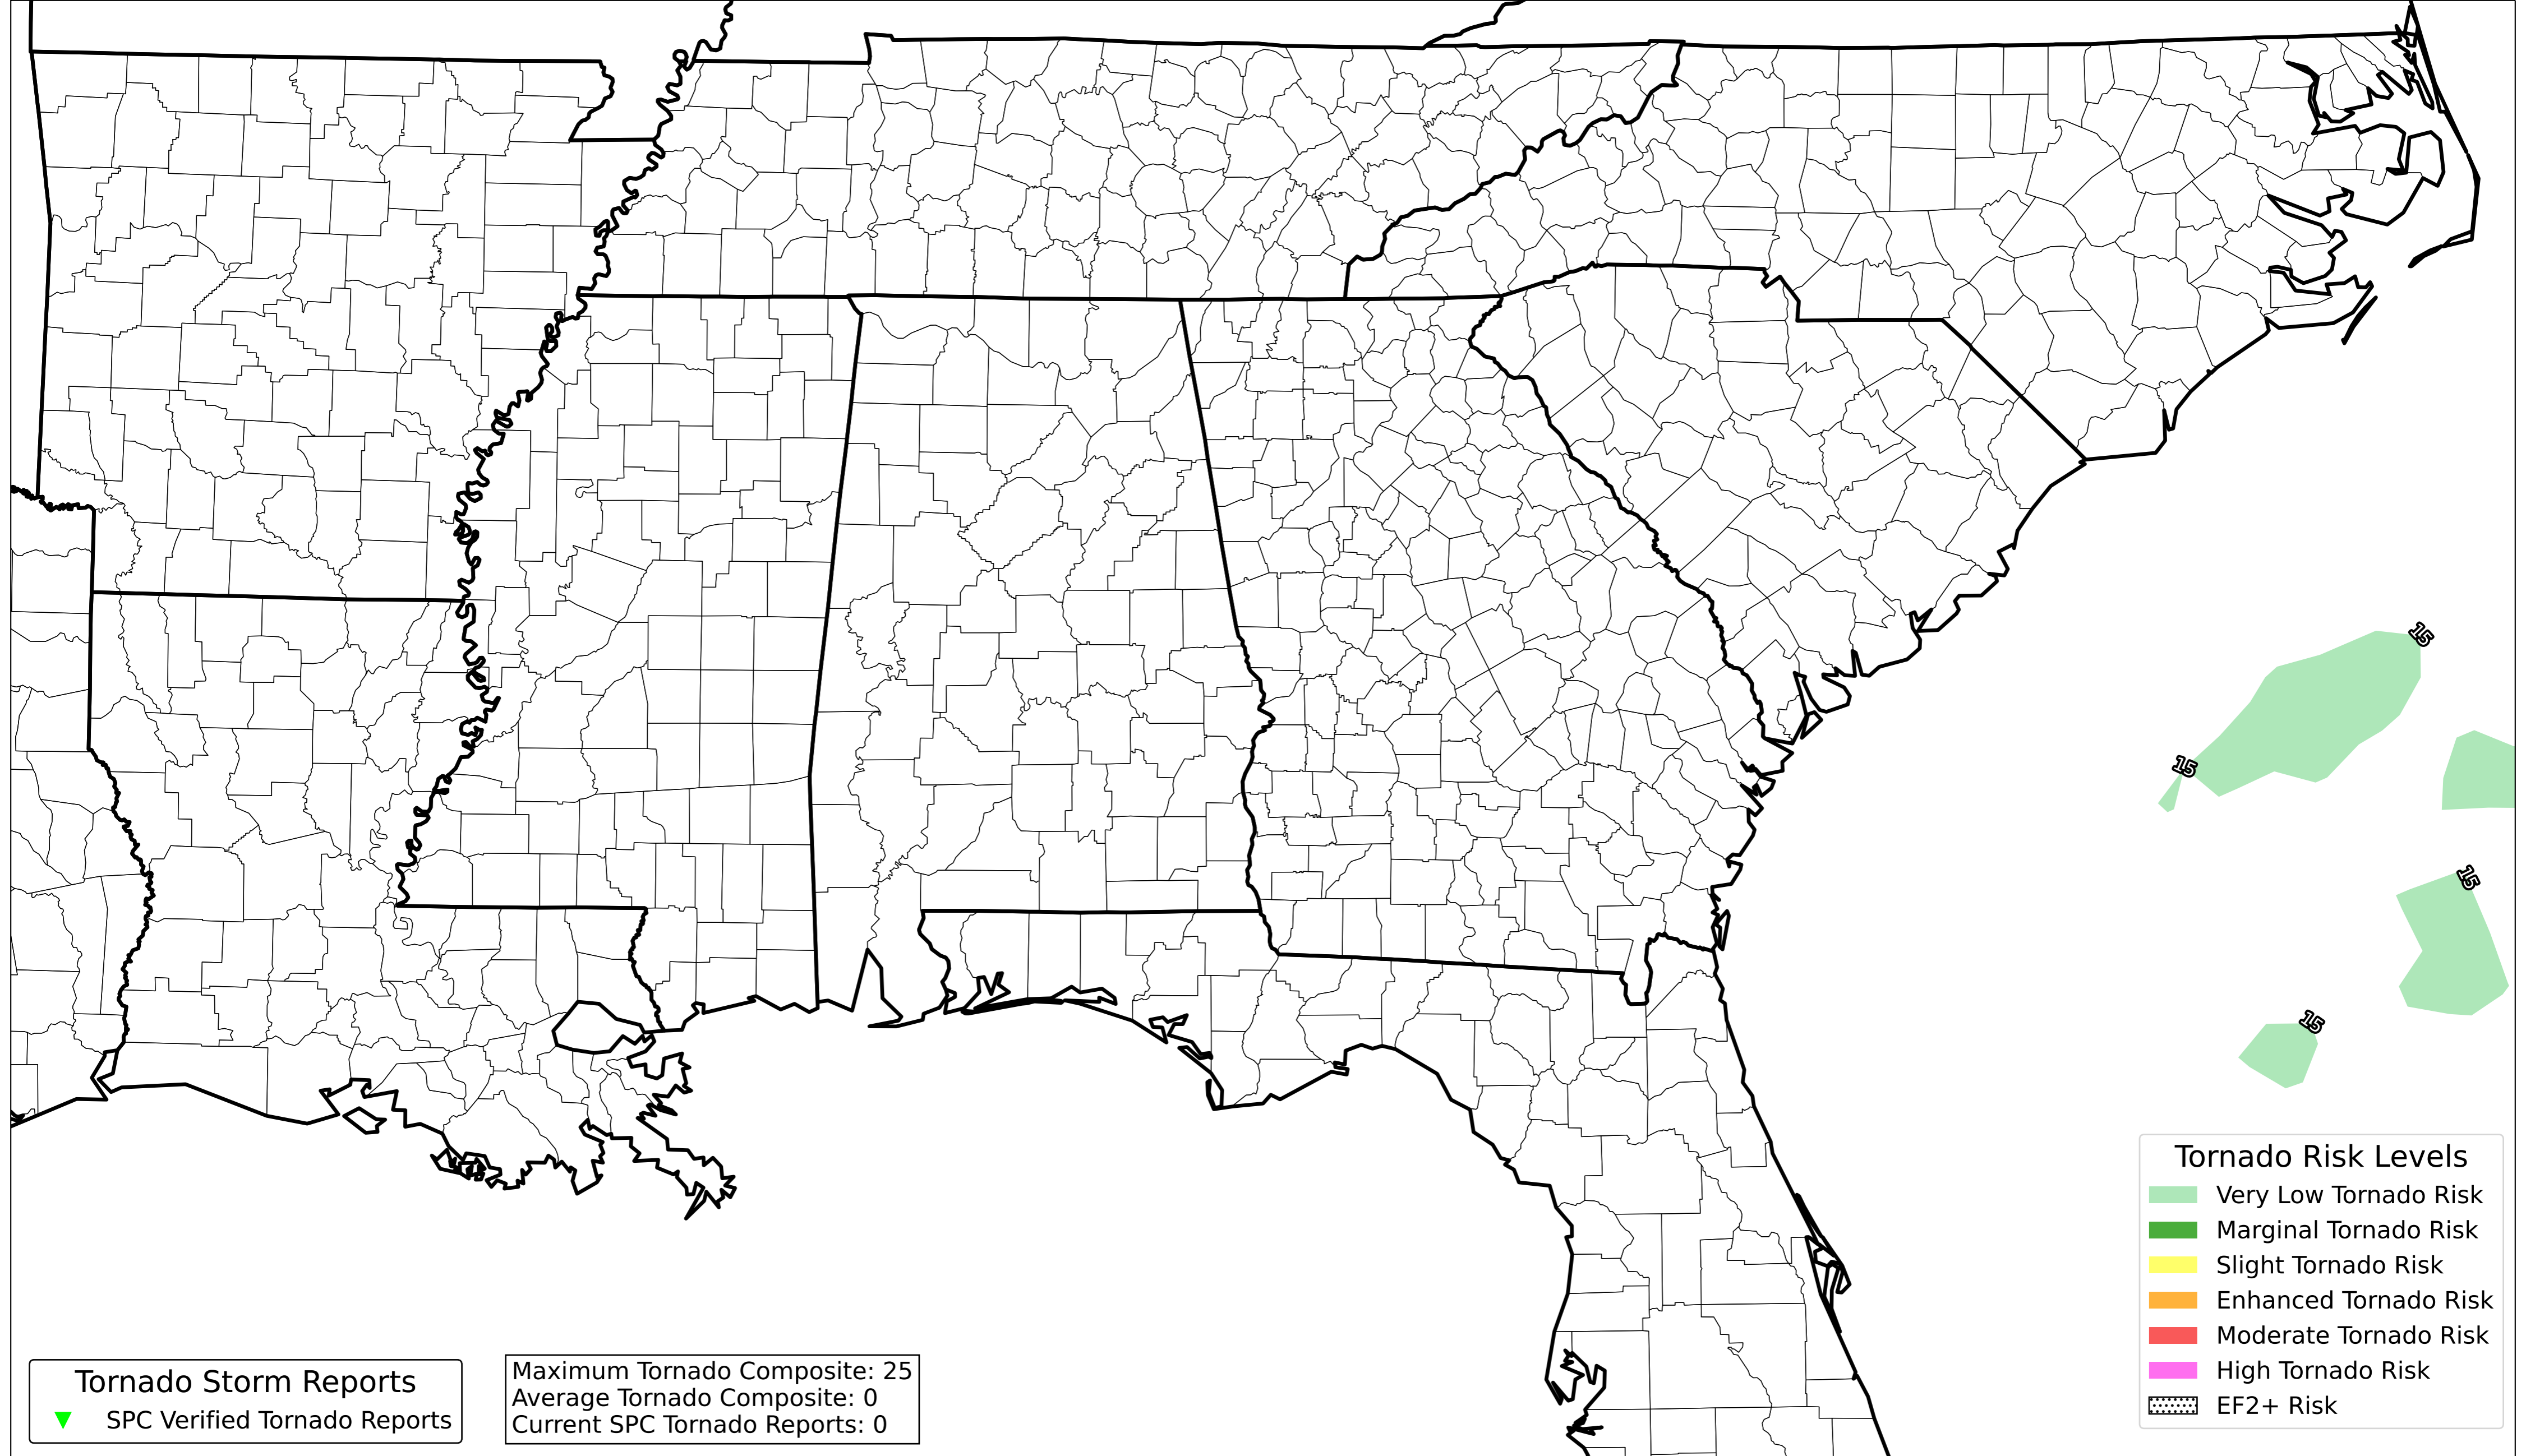 15
15
15
15
Tornado Risk Levels
Very Low Tornado Risk
Marginal Tornado Risk
Slight Tornado Risk
Enhanced Tornado Risk
Moderate Tornado Risk
High Tornado Risk
EF2+ Risk
Tornado Storm Reports
SPC Verified Tornado Reports
Maximum Tornado Composite: 25
Average Tornado Composite: 0
Current SPC Tornado Reports: 0